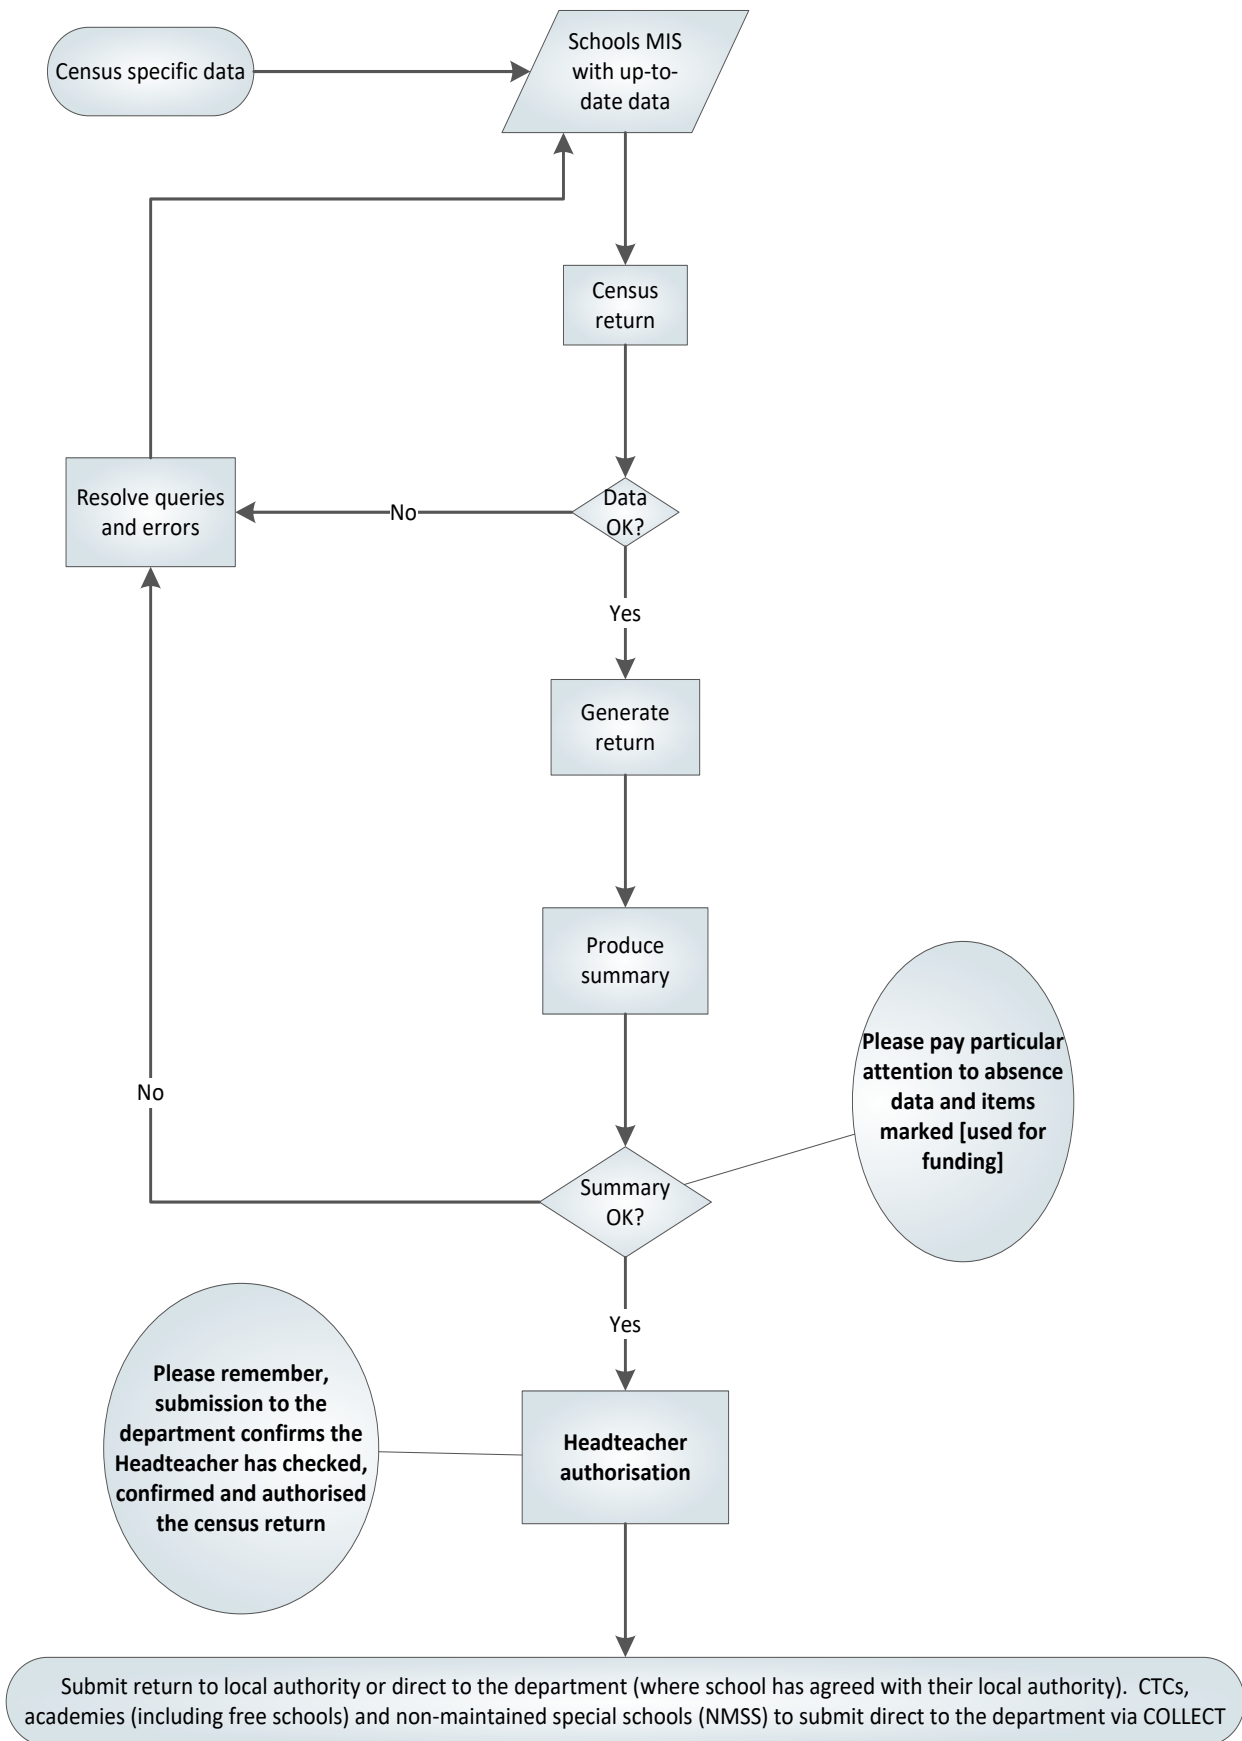 Census specific data
Schools MIS
with up-to-
date data
Census
return
Data
OK?
No
Resolve queries
and errors
Yes
Generate
return
Produce
summary
Please pay particular
attention to absence
data and items
marked [used for
funding]
No
Summary
OK?
Yes
Please remember,
submission to the
department confirms the
Headteacher has checked,
confirmed and authorised
the census return
Headteacher
authorisation
Submit return to local authority or direct to the department (where school has agreed with their local authority).  CTCs,
academies (including free schools) and non-maintained special schools (NMSS) to submit direct to the department via COLLECT